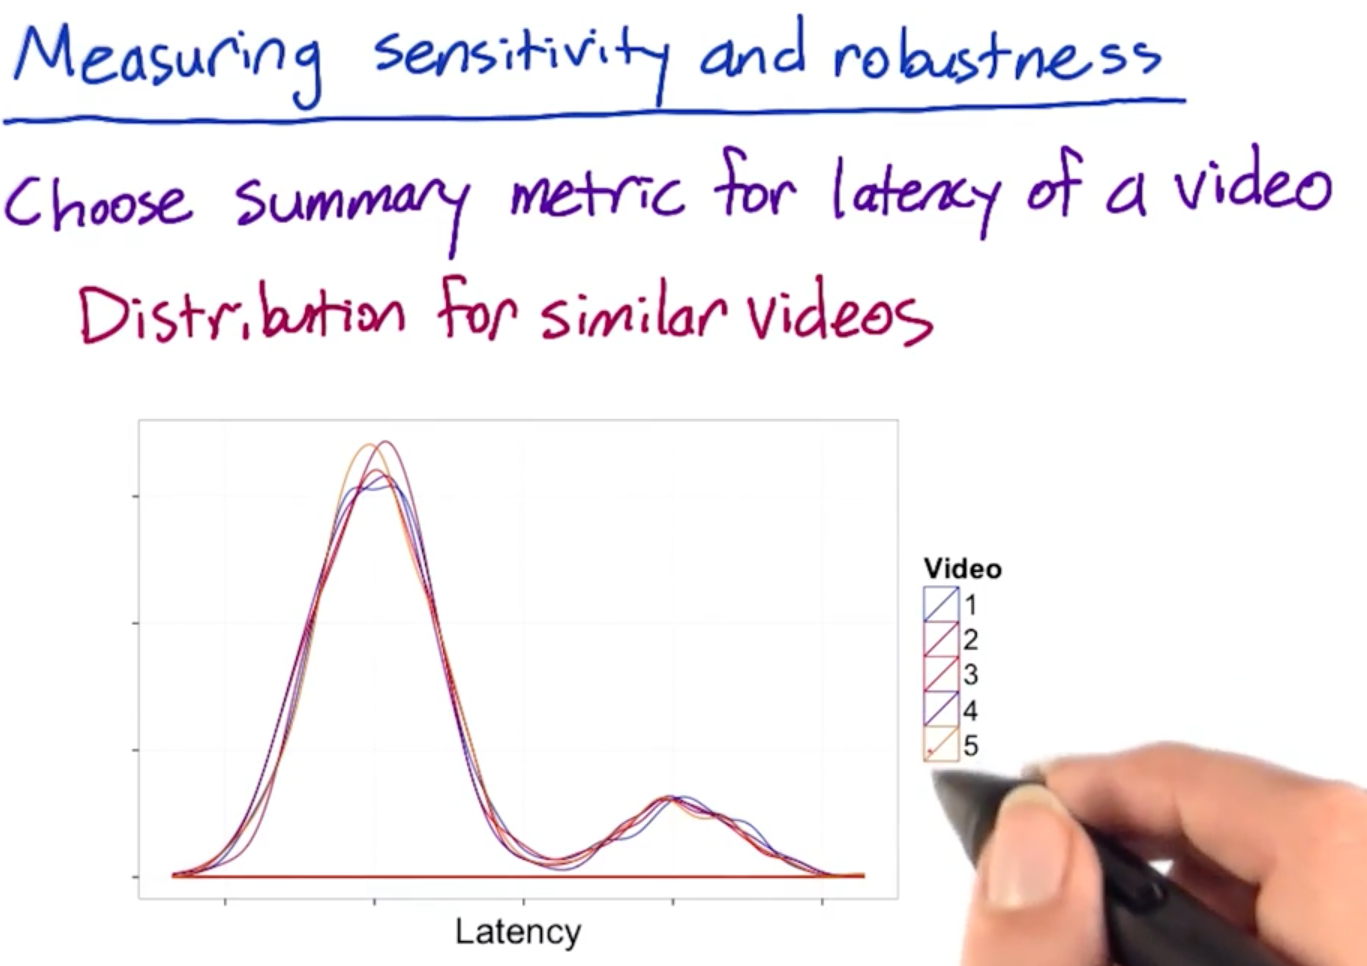 Measuring sensitivity and robustness
Choose summary metric for latency of a video
Distribution for similar videos
Video
1
2
3
4
5
Latency